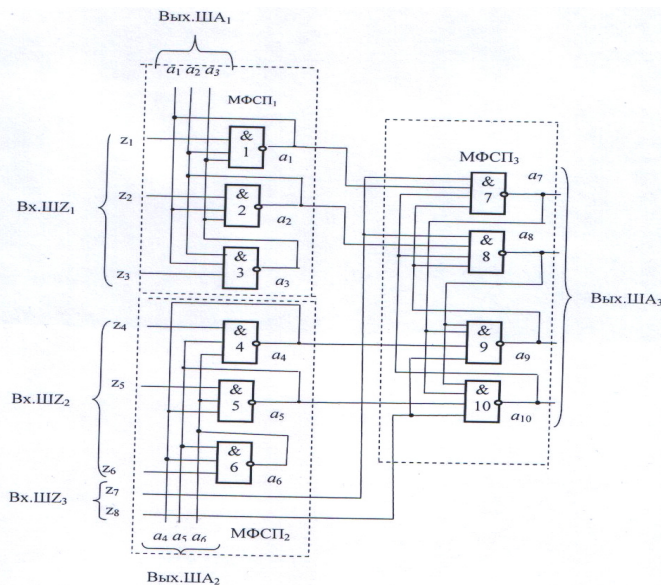 Вых.ША₁
a₁ a₂ a₃
МФСП₁
z₁
&
1
a₁
z₂
&
2
a₂
Вх.ШZ₁
z₃
&
3
a₃
МФСП₃
&
7
a₇
&
8
a₈
&
9
a₉
&
10
a₁₀
Вых.ША₃
z₄
&
4
a₄
Вх.ШZ₂
z₅
&
5
a₅
z₆
&
6
a₆
Вх.ШZ₃
z₇
z₈
a₄ a₅ a₆
МФСП₂
Вых.ША₂